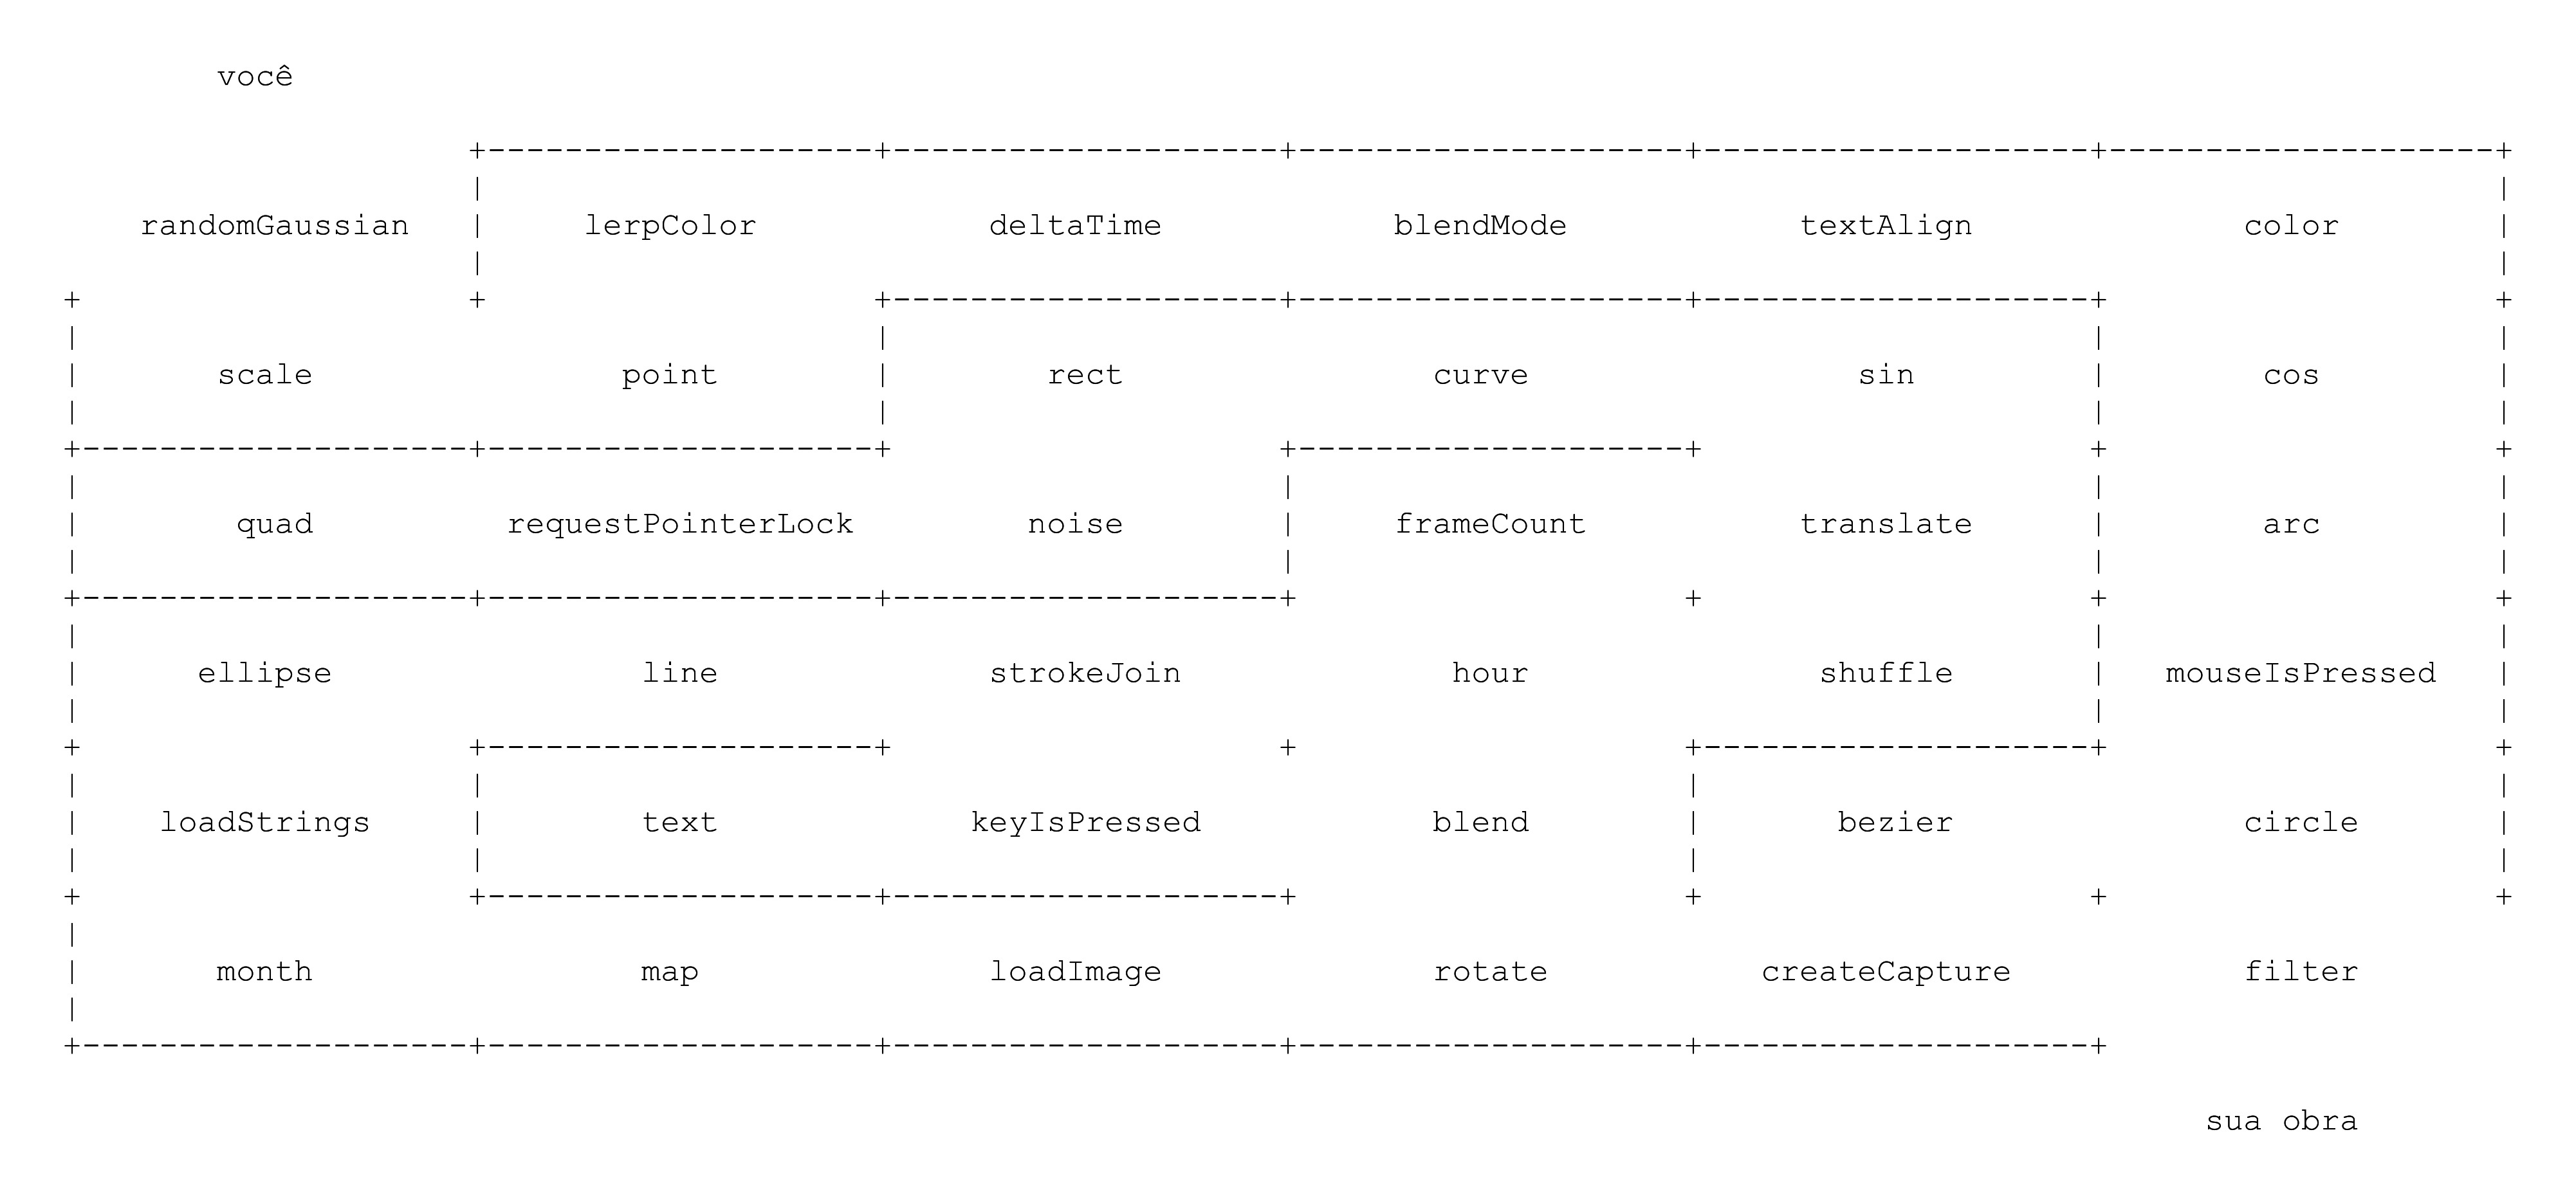 você
randomGaussian lerpColor deltaTime blendMode textAlign color
scale point rect curve sin cos
quad requestPointerLock noise frameCount translate arc
ellipse line strokeJoin hour shuffle mouseIsPressed
loadStrings text keyIsPressed blend bezier circle
month map loadImage rotate createCapture filter
sua obra